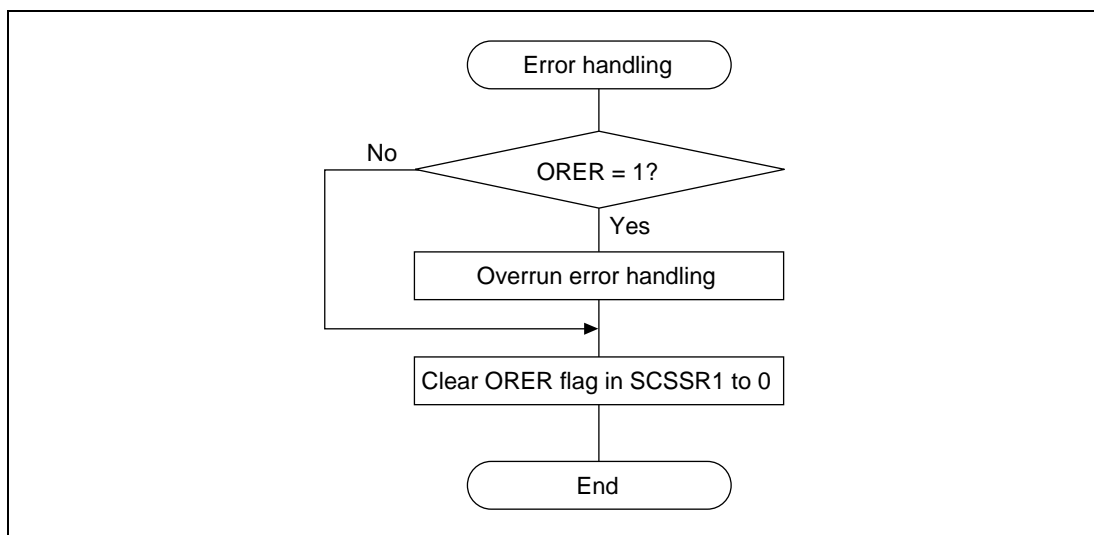 Error handling
No
ORER = 1?
Yes
Overrun error handling
Clear ORER flag in SCSSR1 to 0
End